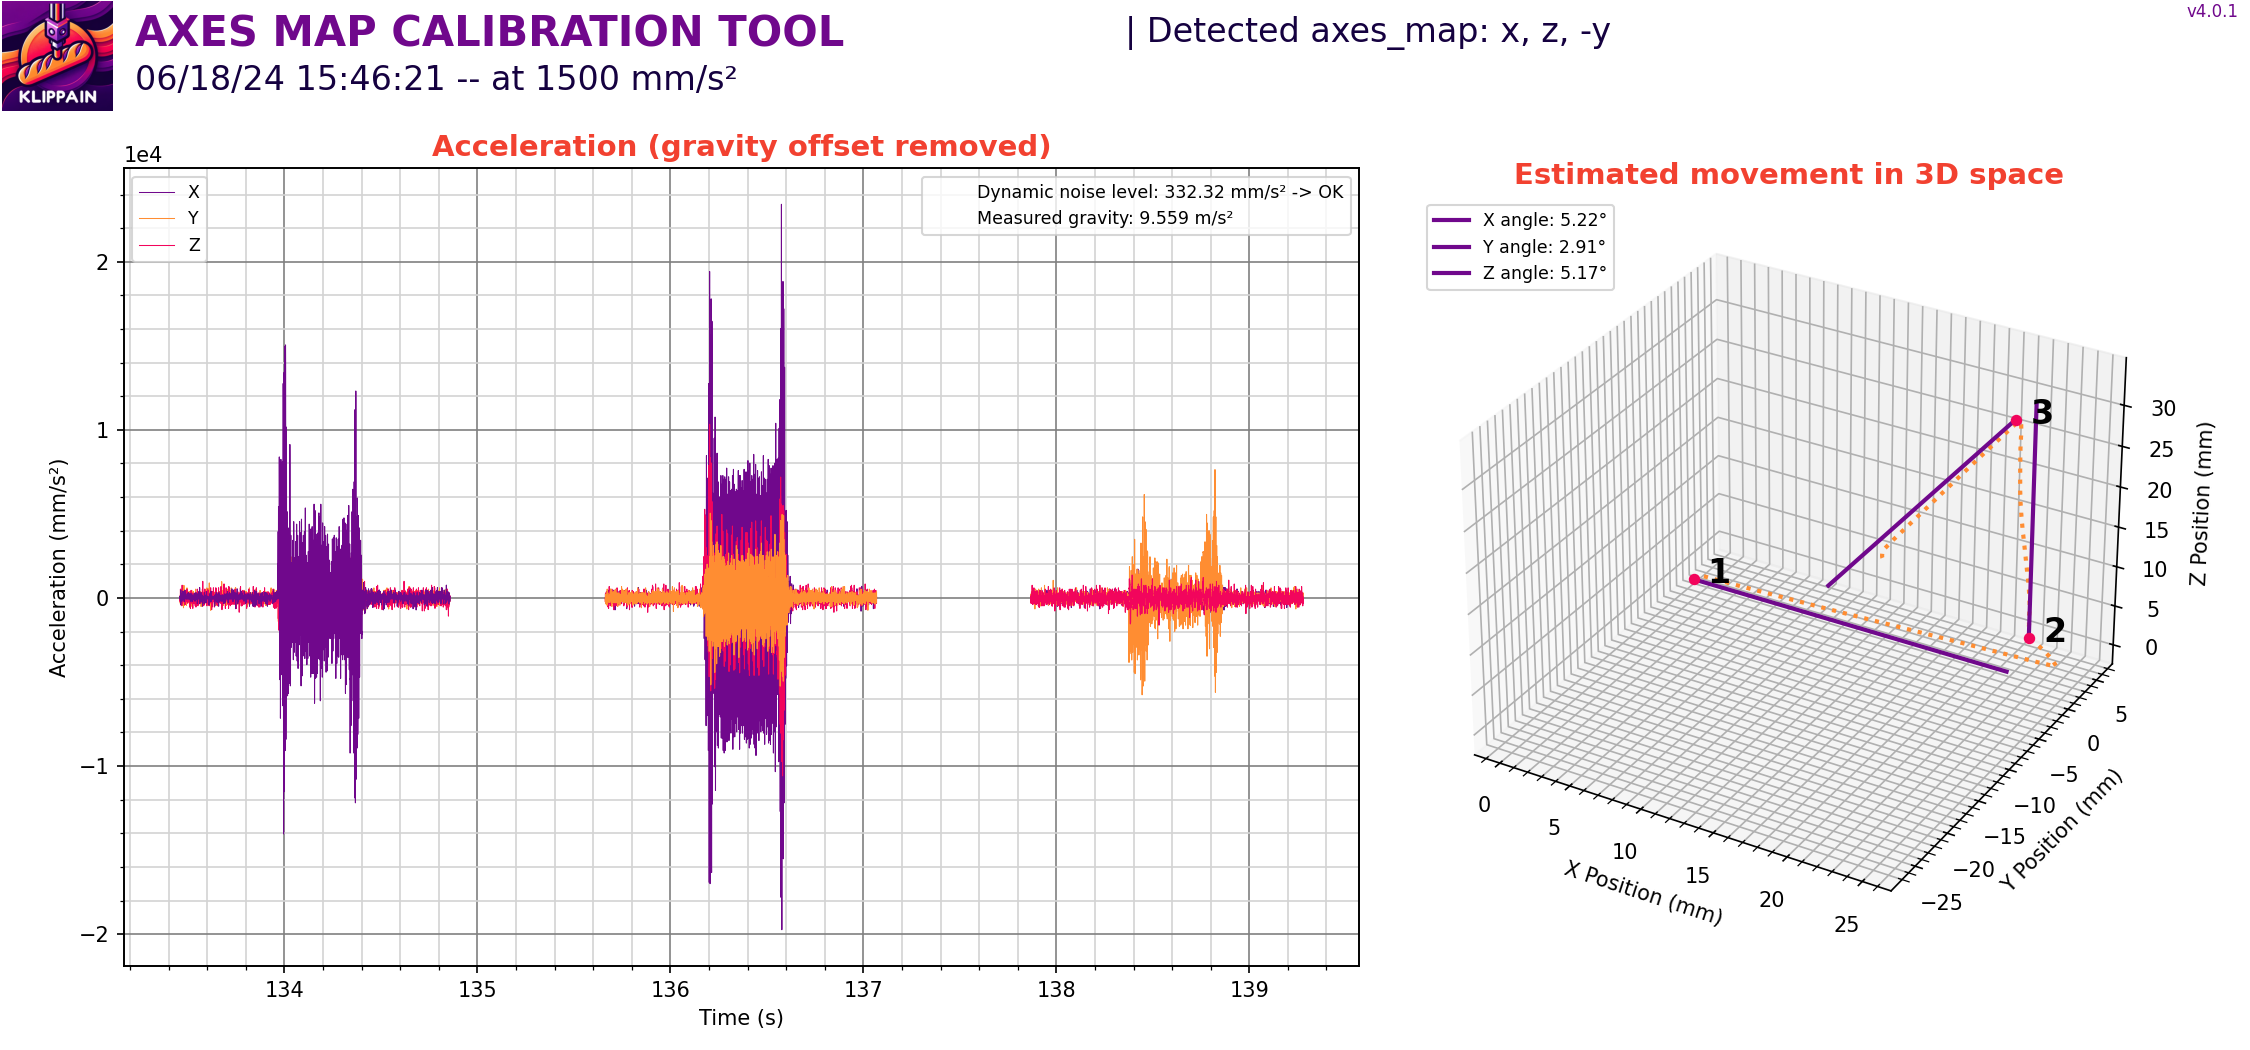 KLIPPAIN
AXES MAP CALIBRATION TOOL
06/18/24 15:46:21 -- at 1500 mm/s²
| Detected axes_map: x, z, -y
v4.0.1
Acceleration (gravity offset removed)
1e4
X
Y
Z
Dynamic noise level: 332.32 mm/s² -> OK
Measured gravity: 9.559 m/s²
2
1
0
−1
−2
Acceleration (mm/s²)
134
135
136
137
138
139
Time (s)
Estimated movement in 3D space
X angle: 5.22°
Y angle: 2.91°
Z angle: 5.17°
1
2
3
30
25
20
15
10
5
0
Z Position (mm)
5
0
−5
−10
−15
−20
−25
Y Position (mm)
0
5
10
15
20
25
X Position (mm)